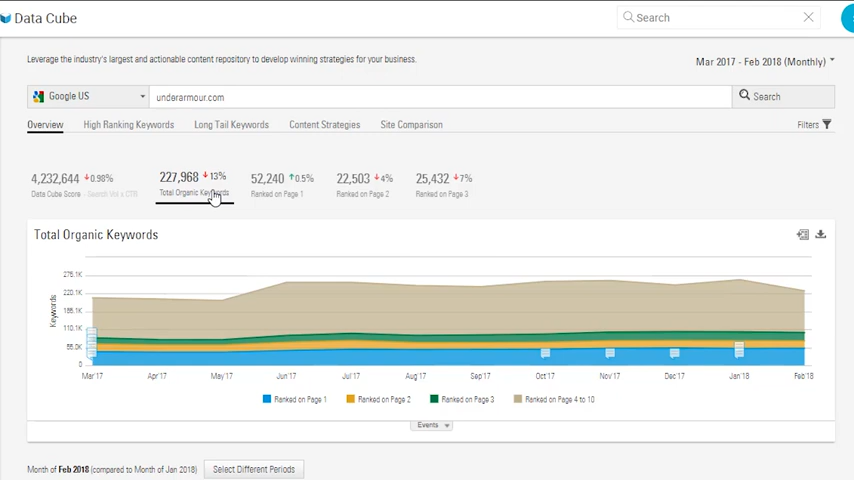 Data Cube
Search
Leverage the industry's largest and actionable content repository to develop winning strategies for your business.
Mar 2017 - Feb 2018 (Monthly)
Google US
underarmour.com
Search
Overview
High Ranking Keywords
Long Tail Keywords
Content Strategies
Site Comparison
Filters
4,232,644 0.98%
Data Cube Score - Search Vol x CTR
227,968 13%
Total Organic Keywords
52,240 0.5%
Ranked on Page 1
22,503 4%
Ranked on Page 2
25,432 7%
Ranked on Page 3
Total Organic Keywords
Keywords
275.1K
220.1K
165.1K
110.1K
55.0K
0
Mar'17
Apr'17
May'17
Jun'17
Jul'17
Aug'17
Sep'17
Oct'17
Nov'17
Dec'17
Jan'18
Feb'18
Ranked on Page 1
Ranked on Page 2
Ranked on Page 3
Ranked on Page 4 to 10
Events
Month of Feb 2018 (compared to Month of Jan 2018)
Select Different Periods